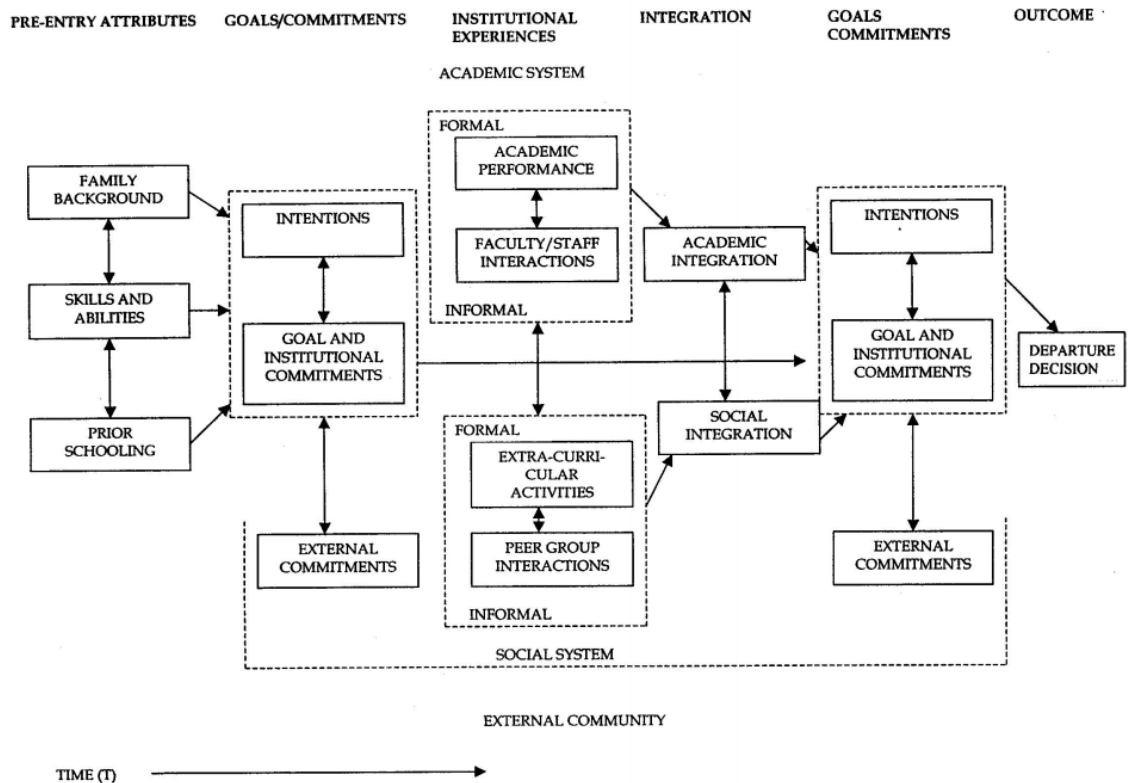 PRE-ENTRY ATTRIBUTES
GOALS/COMMITMENTS
INSTITUTIONAL
EXPERIENCES
INTEGRATION
GOALS
COMMITMENTS
OUTCOME
ACADEMIC SYSTEM
FAMILY
BACKGROUND
SKILLS AND
ABILITIES
PRIOR
SCHOOLING
INTENTIONS
GOAL AND
INSTITUTIONAL
COMMITMENTS
EXTERNAL
COMMITMENTS
FORMAL
ACADEMIC
PERFORMANCE
FACULTY/STAFF
INTERACTIONS
INFORMAL
FORMAL
EXTRA-CURRI-
CULAR
ACTIVITIES
PEER GROUP
INTERACTIONS
INFORMAL
ACADEMIC
INTEGRATION
SOCIAL
INTEGRATION
INTENTIONS
GOAL AND
INSTITUTIONAL
COMMITMENTS
EXTERNAL
COMMITMENTS
DEPARTURE
DECISION
SOCIAL SYSTEM
EXTERNAL COMMUNITY
TIME (T)